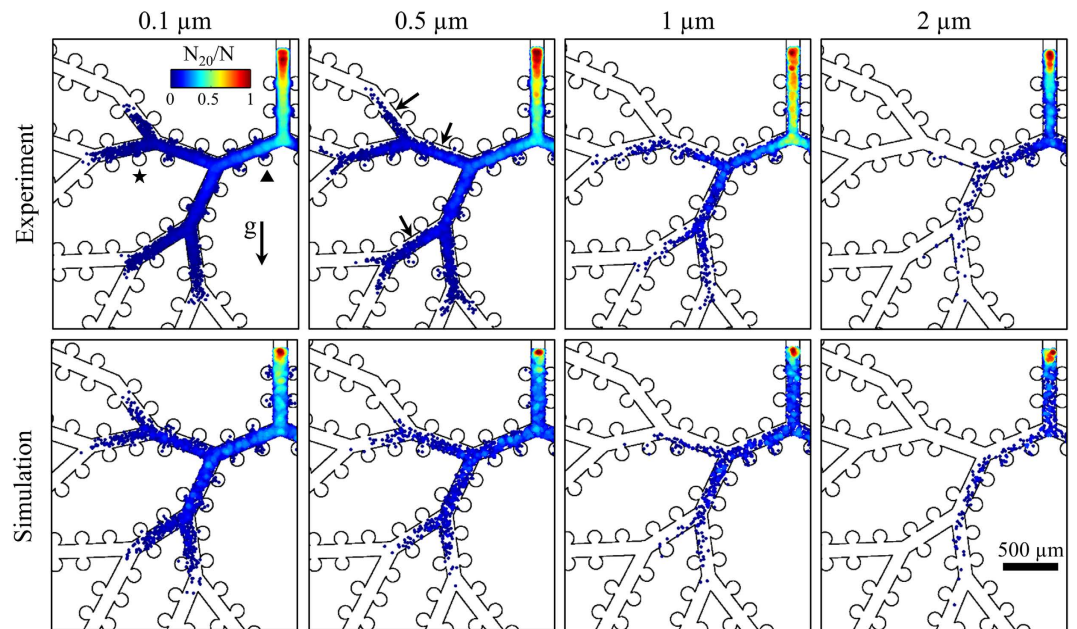 0.1 µm 0.5 µm 1 µm 2 µm
N₂₀/N
0 0.5 1
g
Experiment
Simulation
500 µm